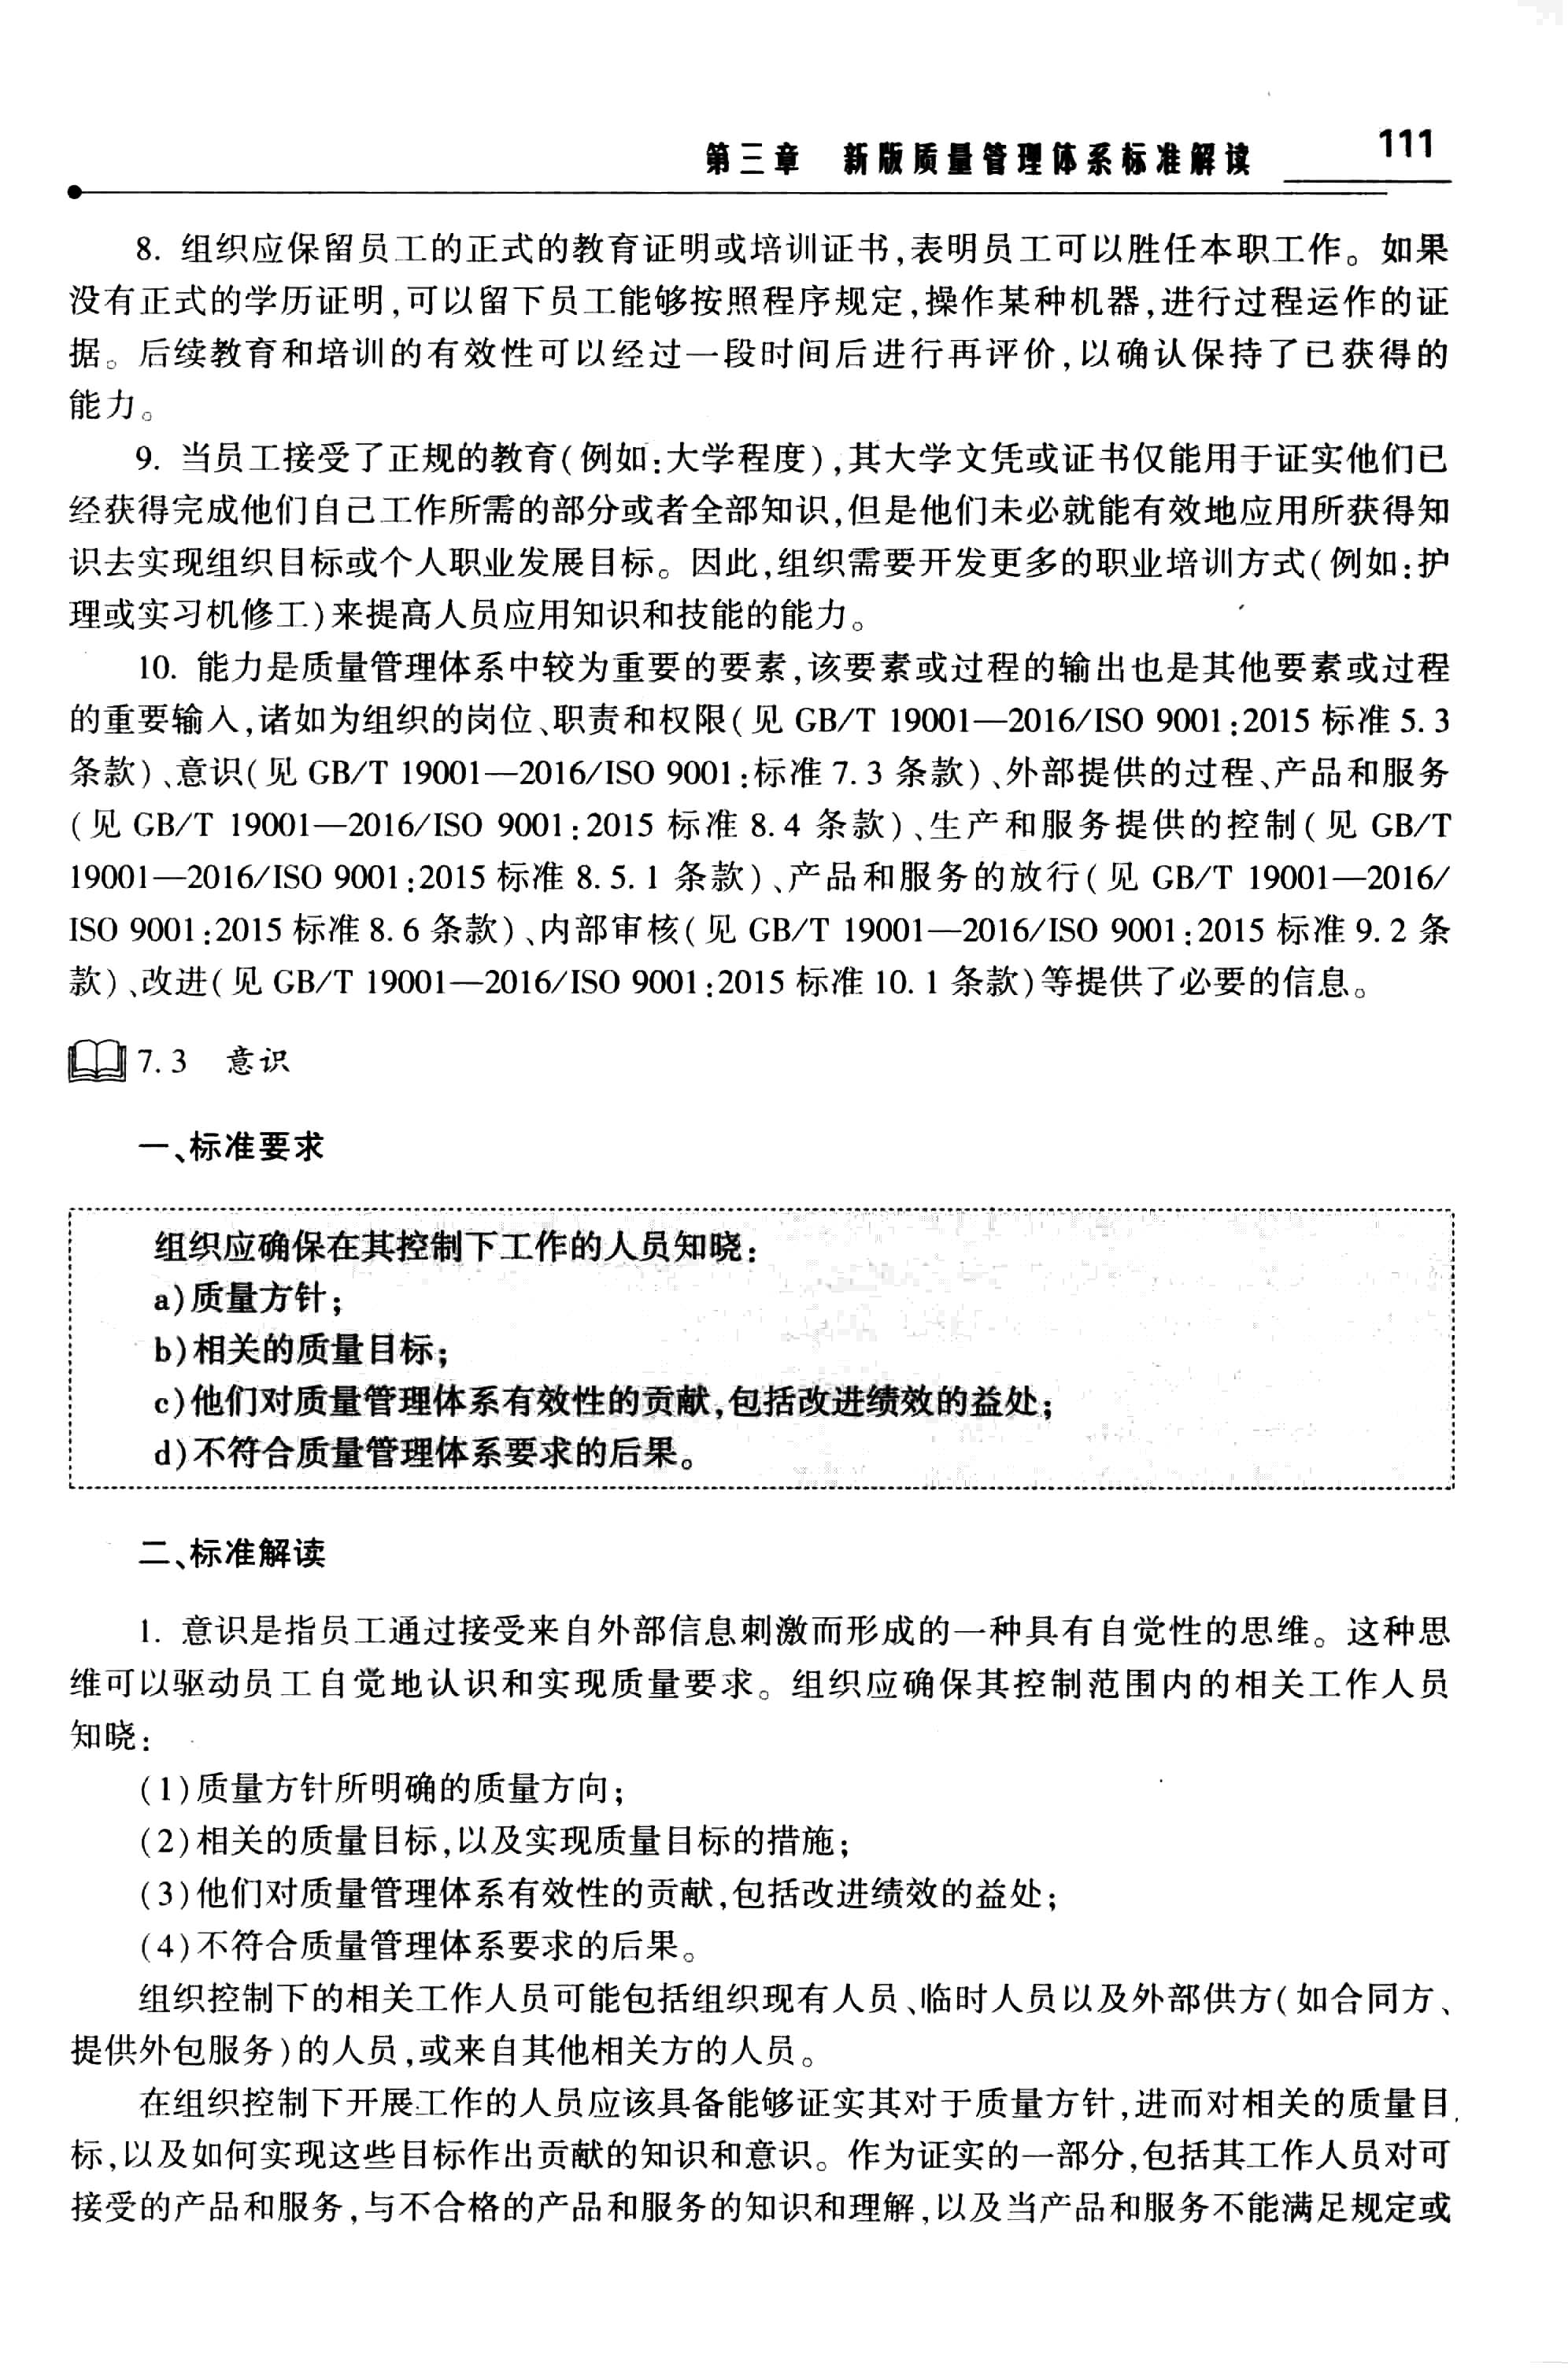 第三章 新版质量管理体系标准解读 111
8. 组织应保留员工的正式的教育证明或培训证书,表明员工可以胜任本职工作。如果
没有正式的学历证明,可以留下员工能够按照程序规定,操作某种机器,进行过程运作的证
据。后续教育和培训的有效性可以经过一段时间后进行再评价,以确认保持了已获得的
能力。
9. 当员工接受了正规的教育(例如:大学程度),其大学文凭或证书仅能用于证实他们已
经获得完成他们自己工作所需的部分或者全部知识,但是他们未必就能有效地应用所获得知
识去实现组织目标或个人职业发展目标。因此,组织需要开发更多的职业培训方式(例如:护
理或实习机修工)来提高人员应用知识和技能的能力。
10. 能力是质量管理体系中较为重要的要素,该要素或过程的输出也是其他要素或过程
的重要输入,诸如为组织的岗位、职责和权限(见 GB/T 19001—2016/ISO 9001:2015 标准 5.3
条款)、意识(见 GB/T 19001—2016/ISO 9001:标准 7.3 条款)、外部提供的过程、产品和服务
(见 GB/T 19001—2016/ISO 9001:2015 标准 8.4 条款)、生产和服务提供的控制(见 GB/T
19001—2016/ISO 9001:2015 标准 8.5.1 条款)、产品和服务的放行(见 GB/T 19001—2016/
ISO 9001:2015 标准 8.6 条款)、内部审核(见 GB/T 19001—2016/ISO 9001:2015 标准 9.2 条
款)、改进(见 GB/T 19001—2016/ISO 9001:2015 标准 10.1 条款)等提供了必要的信息。
7.3 意识
一、标准要求
组织应确保在其控制下工作的人员知晓:
a)质量方针;
b)相关的质量目标;
c)他们对质量管理体系有效性的贡献,包括改进绩效的益处;
d)不符合质量管理体系要求的后果。
二、标准解读
1. 意识是指员工通过接受来自外部信息刺激而形成的一种具有自觉性的思维。这种思
维可以驱动员工自觉地认识和实现质量要求。组织应确保其控制范围内的相关工作人员
知晓:
(1)质量方针所明确的质量方向;
(2)相关的质量目标,以及实现质量目标的措施;
(3)他们对质量管理体系有效性的贡献,包括改进绩效的益处;
(4)不符合质量管理体系要求的后果。
组织控制下的相关工作人员可能包括组织现有人员、临时人员以及外部供方(如合同方、
提供外包服务)的人员,或来自其他相关方的人员。
在组织控制下开展工作的人员应该具备能够证实其对于质量方针,进而对相关的质量目
标,以及如何实现这些目标作出贡献的知识和意识。作为证实的一部分,包括其工作人员对可
接受的产品和服务,与不合格的产品和服务的知识和理解,以及当产品和服务不能满足规定或